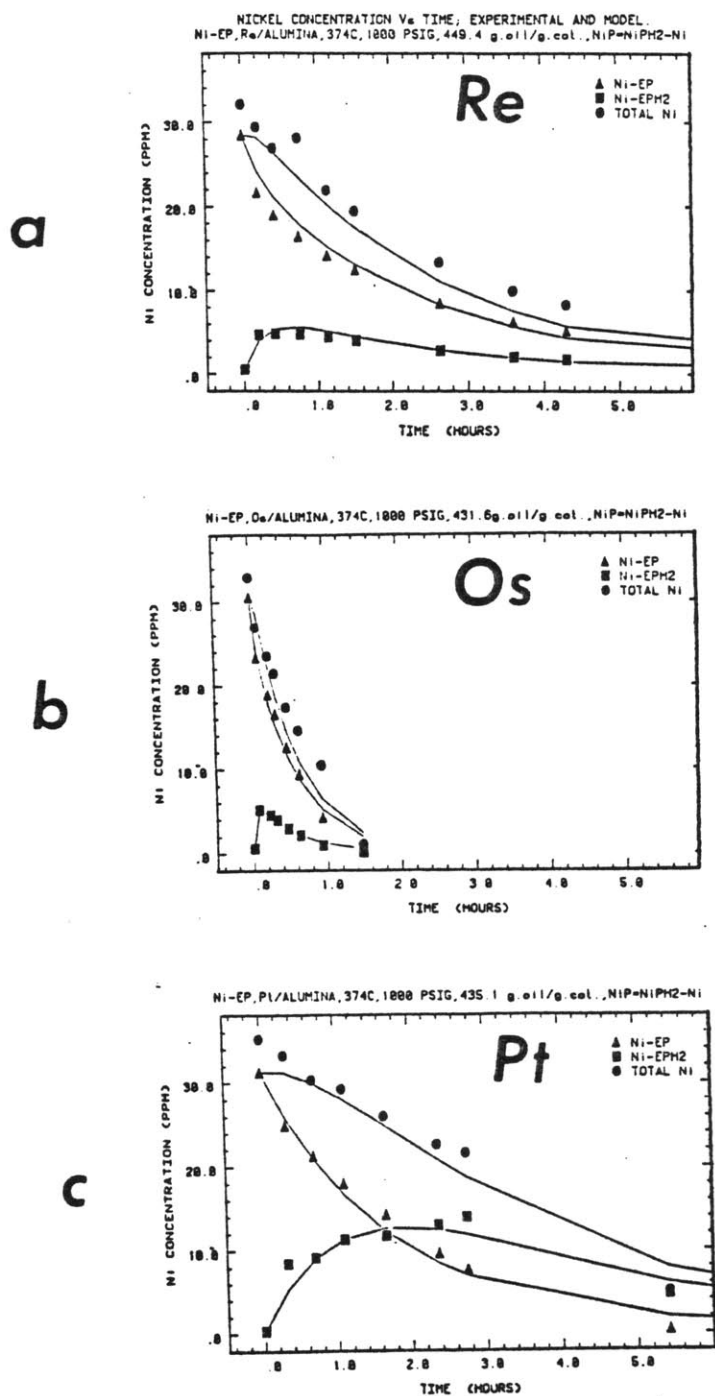 NICKEL CONCENTRATION Vs TIME; EXPERIMENTAL AND MODEL.
Ni-EP,Re/ALUMINA,374C,1000 PSIG,449.4 g.oil/g.cat.,NiP=NiPH2-Ni
a
Re
▲ Ni-EP
■ Ni-EPH2
● TOTAL Ni
Ni CONCENTRATION (PPM)
30.0
20.0
10.0
.0
.0 1.0 2.0 3.0 4.0 5.0
TIME (HOURS)
Ni-EP,Os/ALUMINA,374C,1000 PSIG,431.6g.oil/g cat.,NiP=NiPH2-Ni
b
Os
▲ Ni-EP
■ Ni-EPH2
● TOTAL Ni
Ni CONCENTRATION (PPM)
30.0
20.0
10.0
.0
.0 1.0 2 0 3.0 4.0 5.0
TIME (HOURS)
Ni-EP,Pt/ALUMINA,374C,1000 PSIG,435.1 g.oil/g.cat.,NiP=NiPH2-Ni
c
Pt
▲ Ni-EP
■ Ni-EPH2
● TOTAL Ni
Ni CONCENTRATION (PPM)
30.0
20.0
10.0
.0
.0 1.0 2.0 3.0 4.0 5.0
TIME (HOURS)